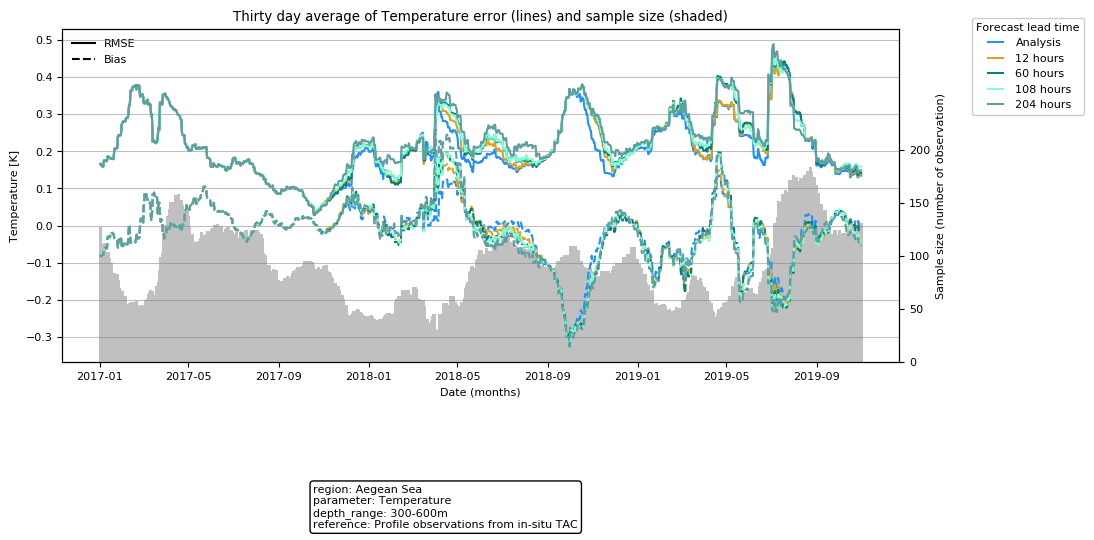 Thirty day average of Temperature error (lines) and sample size (shaded)
Forecast lead time
Analysis
12 hours
60 hours
108 hours
204 hours
RMSE
Bias
0.5
0.4
0.3
0.2
0.1
0.0
−0.1
−0.2
−0.3
Temperature [K]
200
150
100
50
0
Sample size (number of observation)
2017-01 2017-05 2017-09 2018-01 2018-05 2018-09 2019-01 2019-05 2019-09
Date (months)
region: Aegean Sea
parameter: Temperature
depth_range: 300-600m
reference: Profile observations from in-situ TAC